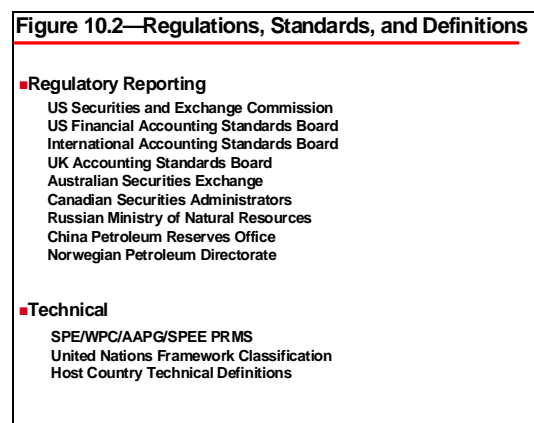 Figure 10.2—Regulations, Standards, and Definitions
■Regulatory Reporting
US Securities and Exchange Commission
US Financial Accounting Standards Board
International Accounting Standards Board
UK Accounting Standards Board
Australian Securities Exchange
Canadian Securities Administrators
Russian Ministry of Natural Resources
China Petroleum Reserves Office
Norwegian Petroleum Directorate
■Technical
SPE/WPC/AAPG/SPEE PRMS
United Nations Framework Classification
Host Country Technical Definitions